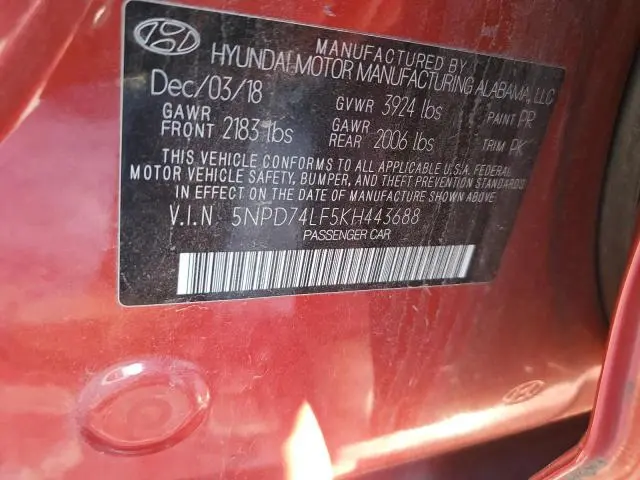 MANUFACTURED BY
HYUNDAI MOTOR MANUFACTURING ALABAMA, LLC
Dec/03/18 GVWR 3924 lbs PAINT PR
GAWR FRONT 2183 lbs GAWR REAR 2006 lbs TRIM PK
THIS VEHICLE CONFORMS TO ALL APPLICABLE U.S.A. FEDERAL
MOTOR VEHICLE SAFETY, BUMPER, AND THEFT PREVENTION STANDARDS
IN EFFECT ON THE DATE OF MANUFACTURE SHOWN ABOVE.
V.I.N 5NPD74LF5KH443688
PASSENGER CAR